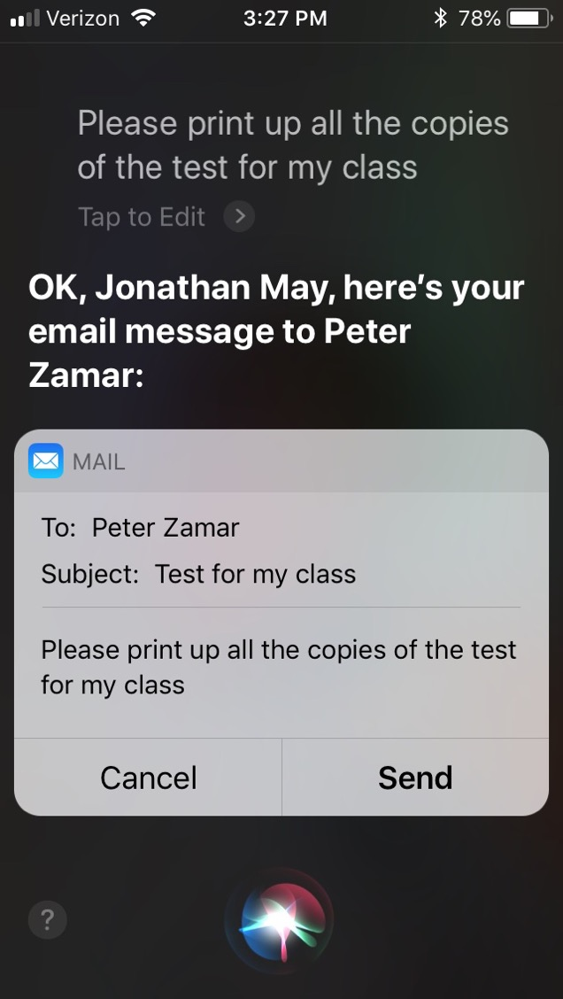 Verizon 3:27 PM 78%
Please print up all the copies
of the test for my class
Tap to Edit >
OK, Jonathan May, here's your
email message to Peter
Zamar:
MAIL
To: Peter Zamar
Subject: Test for my class
Please print up all the copies of the test
for my class
Cancel Send
?